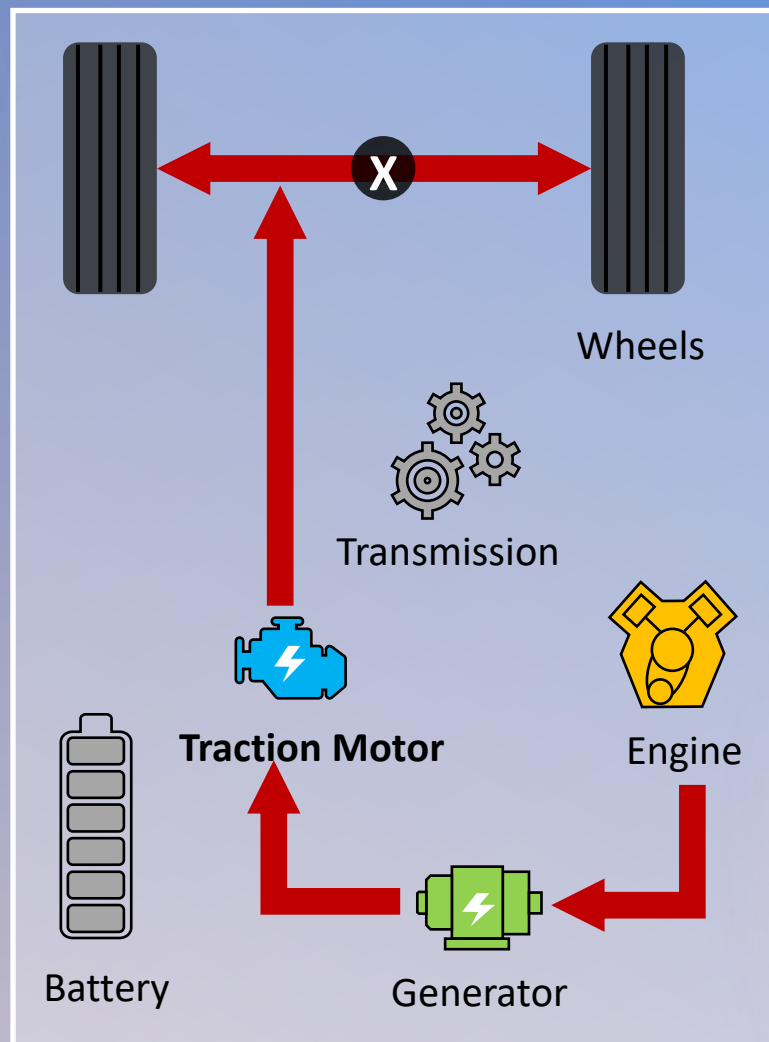 X
Wheels
Transmission
Traction Motor
Engine
Battery
Generator